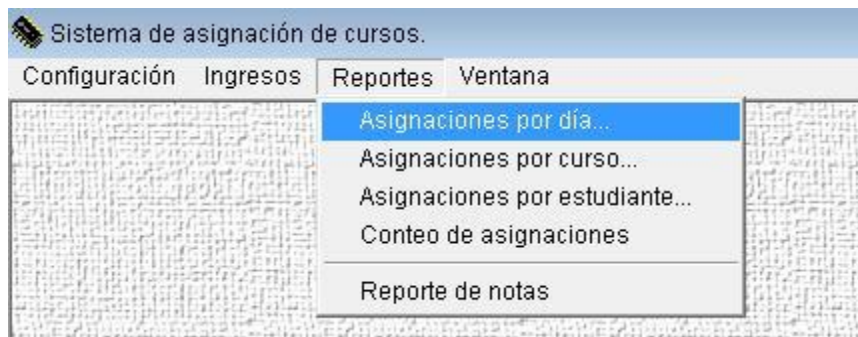 Sistema de asignación de cursos.
Configuración Ingresos Reportes Ventana
Asignaciones por día...
Asignaciones por curso...
Asignaciones por estudiante...
Conteo de asignaciones
Reporte de notas